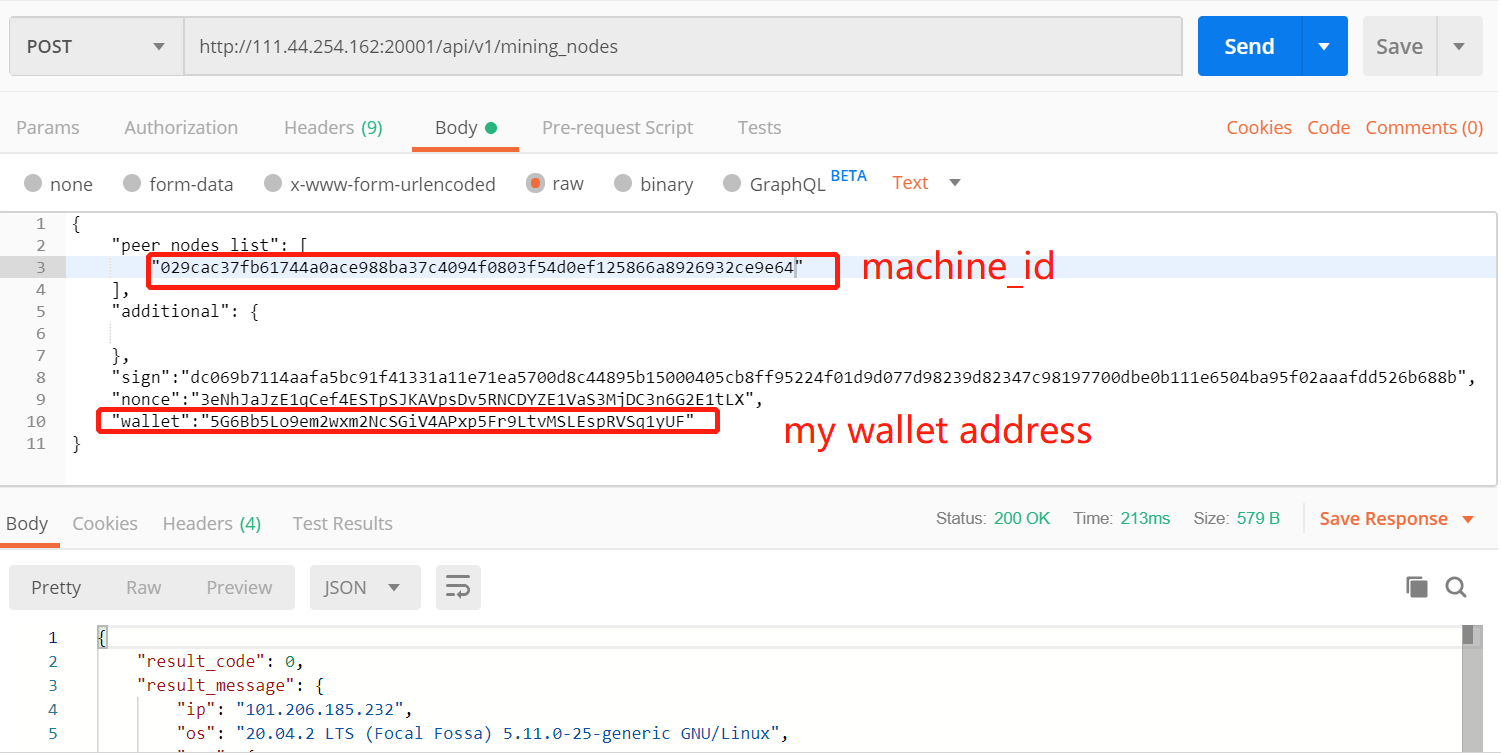 POST http://111.44.254.162:20001/api/v1/mining_nodes Send Save
Params Authorization Headers (9) Body Pre-request Script Tests Cookies Code Comments (0)
none form-data x-www-form-urlencoded raw binary GraphQL BETA Text
1 {
2 "peer_nodes_list": [
3 "029cac37fb61744a0ace988ba37c4094f0803f54d0ef125866a8926932ce9e64" machine_id
4 ],
5 "additional": {
6
7 },
8 "sign":"dc069b7114aafa5bc91f41331a11e71ea5700d8c44895b15000405cb8ff95224f01d9d077d98239d82347c98197700dbe0b111e6504ba95f02aaafdd526b688b",
9 "nonce":"3eNhJaJzE1qCef4ESTpSJKAVpsDv5RNCDYZE1VaS3MjDC3n6G2E1tLX",
10 "wallet":"5G6Bb5Lo9em2wxm2NcSGiV4APxp5Fr9LtvMSLEspRVSq1yUF" my wallet address
11 }
Body Cookies Headers (4) Test Results Status: 200 OK Time: 213ms Size: 579 B Save Response
Pretty Raw Preview JSON
1 {
2 "result_code": 0,
3 "result_message": {
4 "ip": "101.206.185.232",
5 "os": "20.04.2 LTS (Focal Fossa) 5.11.0-25-generic GNU/Linux",